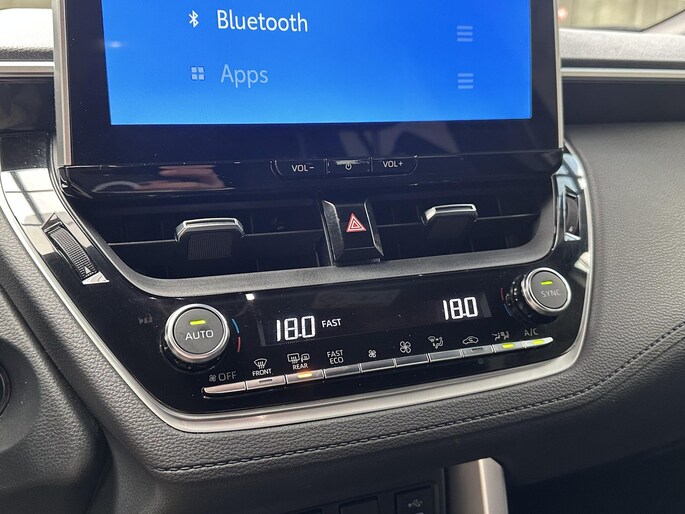 Bluetooth
Apps
VOL− VOL+
AUTO
18.0 FAST
18.0
SYNC
OFF
FRONT
REAR
FAST
ECO
A/C